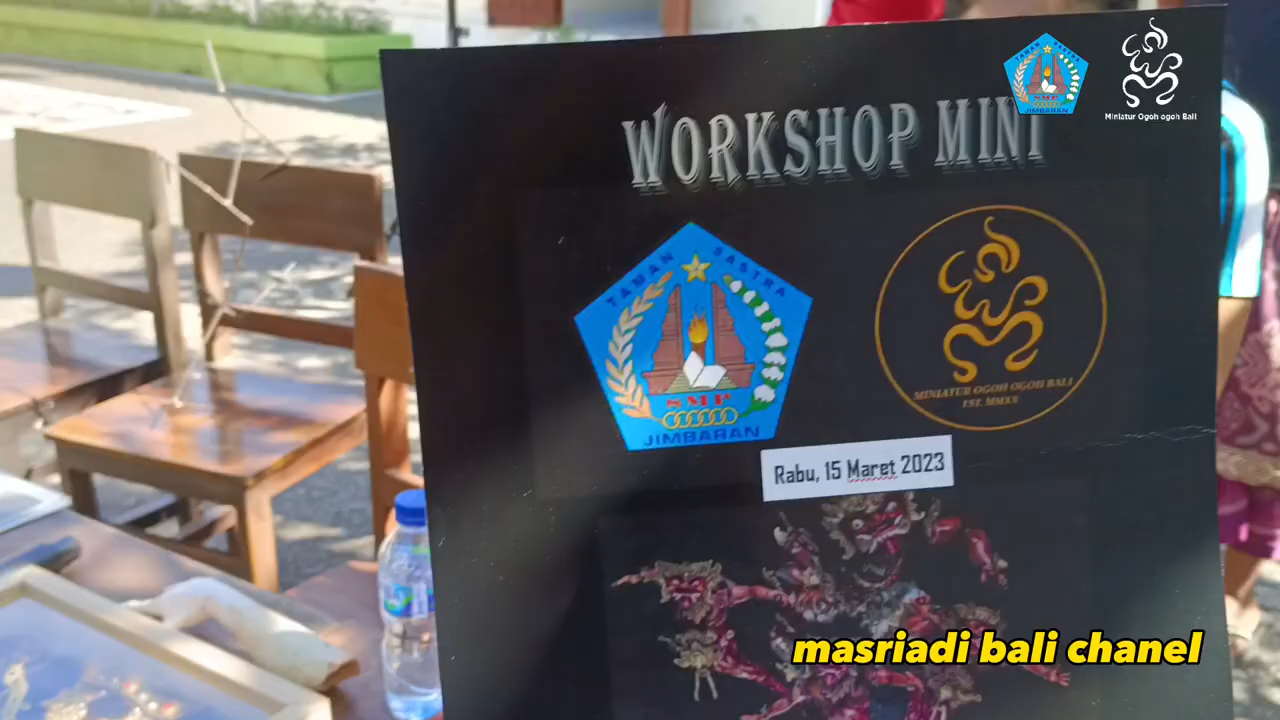 TAMAN SASTRA
SMP
JIMBARAN
Miniatur Ogoh ogoh Bali
WORKSHOP MINI
TAMAN SASTRA
SMP
JIMBARAN
MINIATUR OGOH OGOH BALI
EST. MMXX
Rabu, 15 Maret 2023
masriadi bali chanel